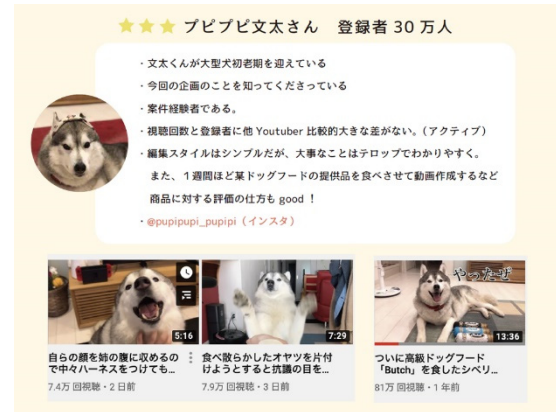 ★★★ プピプピ文太さん　登録者 30 万人
・文太くんが大型犬初老期を迎えている
・今回の企画のことを知ってくださっている
・案件経験者である。
・視聴回数と登録者に他 Youtuber 比較的大きな差がない。（アクティブ）
・編集スタイルはシンプルだが、大事なことはテロップでわかりやすく。
また、１週間ほど某ドッグフードの提供品を食べさせて動画作成するなど
商品に対する評価の仕方も good ！
・@pupipupi_pupipi（インスタ）
やったぜ
5:16
7:29
13:36
自らの顔を姉の腹に収めるの
で中々ハーネスをつけても...
7.4万 回視聴・2 日前
食べ散らかしたオヤツを片付
けようとすると抗議の目を...
7.9万 回視聴・3 日前
ついに高級ドッグフード
「Butch」を食したシベリ...
81万 回視聴・1 年前